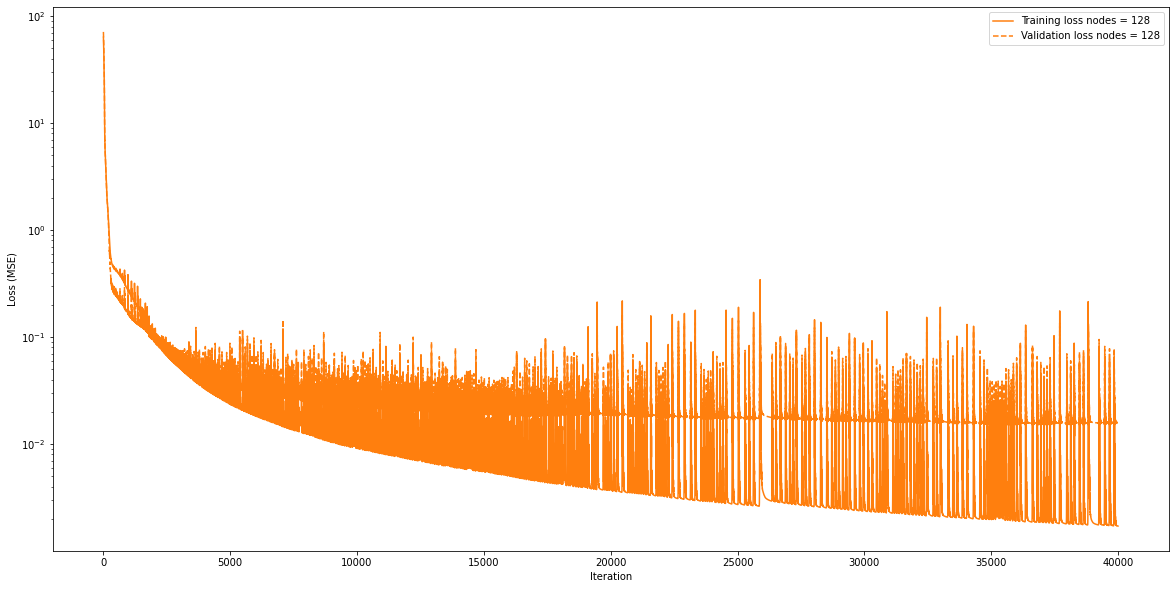 Training loss nodes = 128
Validation loss nodes = 128
Loss (MSE)
10²
10¹
10⁰
10⁻¹
10⁻²
0 5000 10000 15000 20000 25000 30000 35000 40000
Iteration